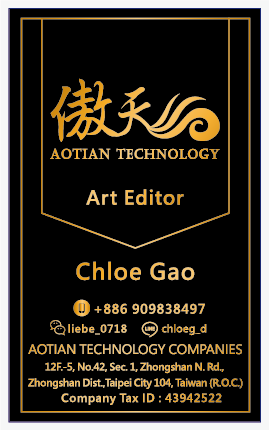 傲天
AOTIAN TECHNOLOGY
Art Editor
Chloe Gao
+886 909838497
liebe_0718 LINE chloeg_d
AOTIAN TECHNOLOGY COMPANIES
12F.-5, No.42, Sec. 1, Zhongshan N. Rd.,
Zhongshan Dist.,Taipei City 104, Taiwan (R.O.C.)
Company Tax ID : 43942522